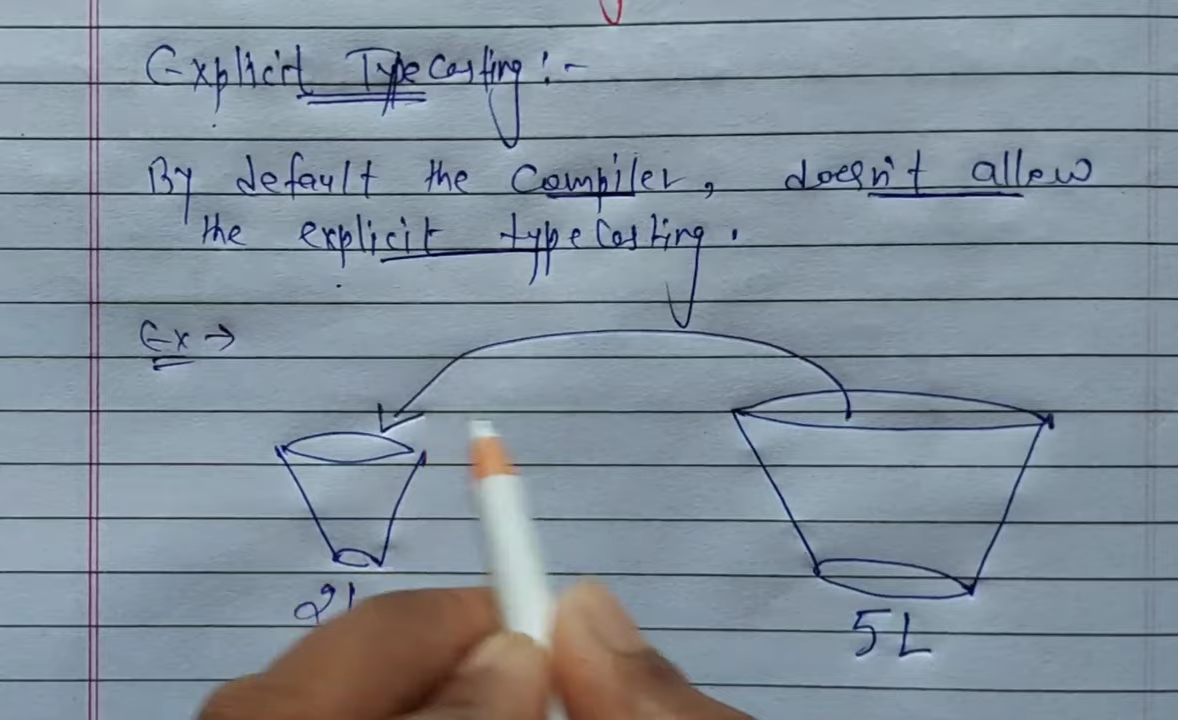 Explicit Typecasting :-
By default the Compiler, doesn't allow
the explicit typecasting.
Ex →
5L